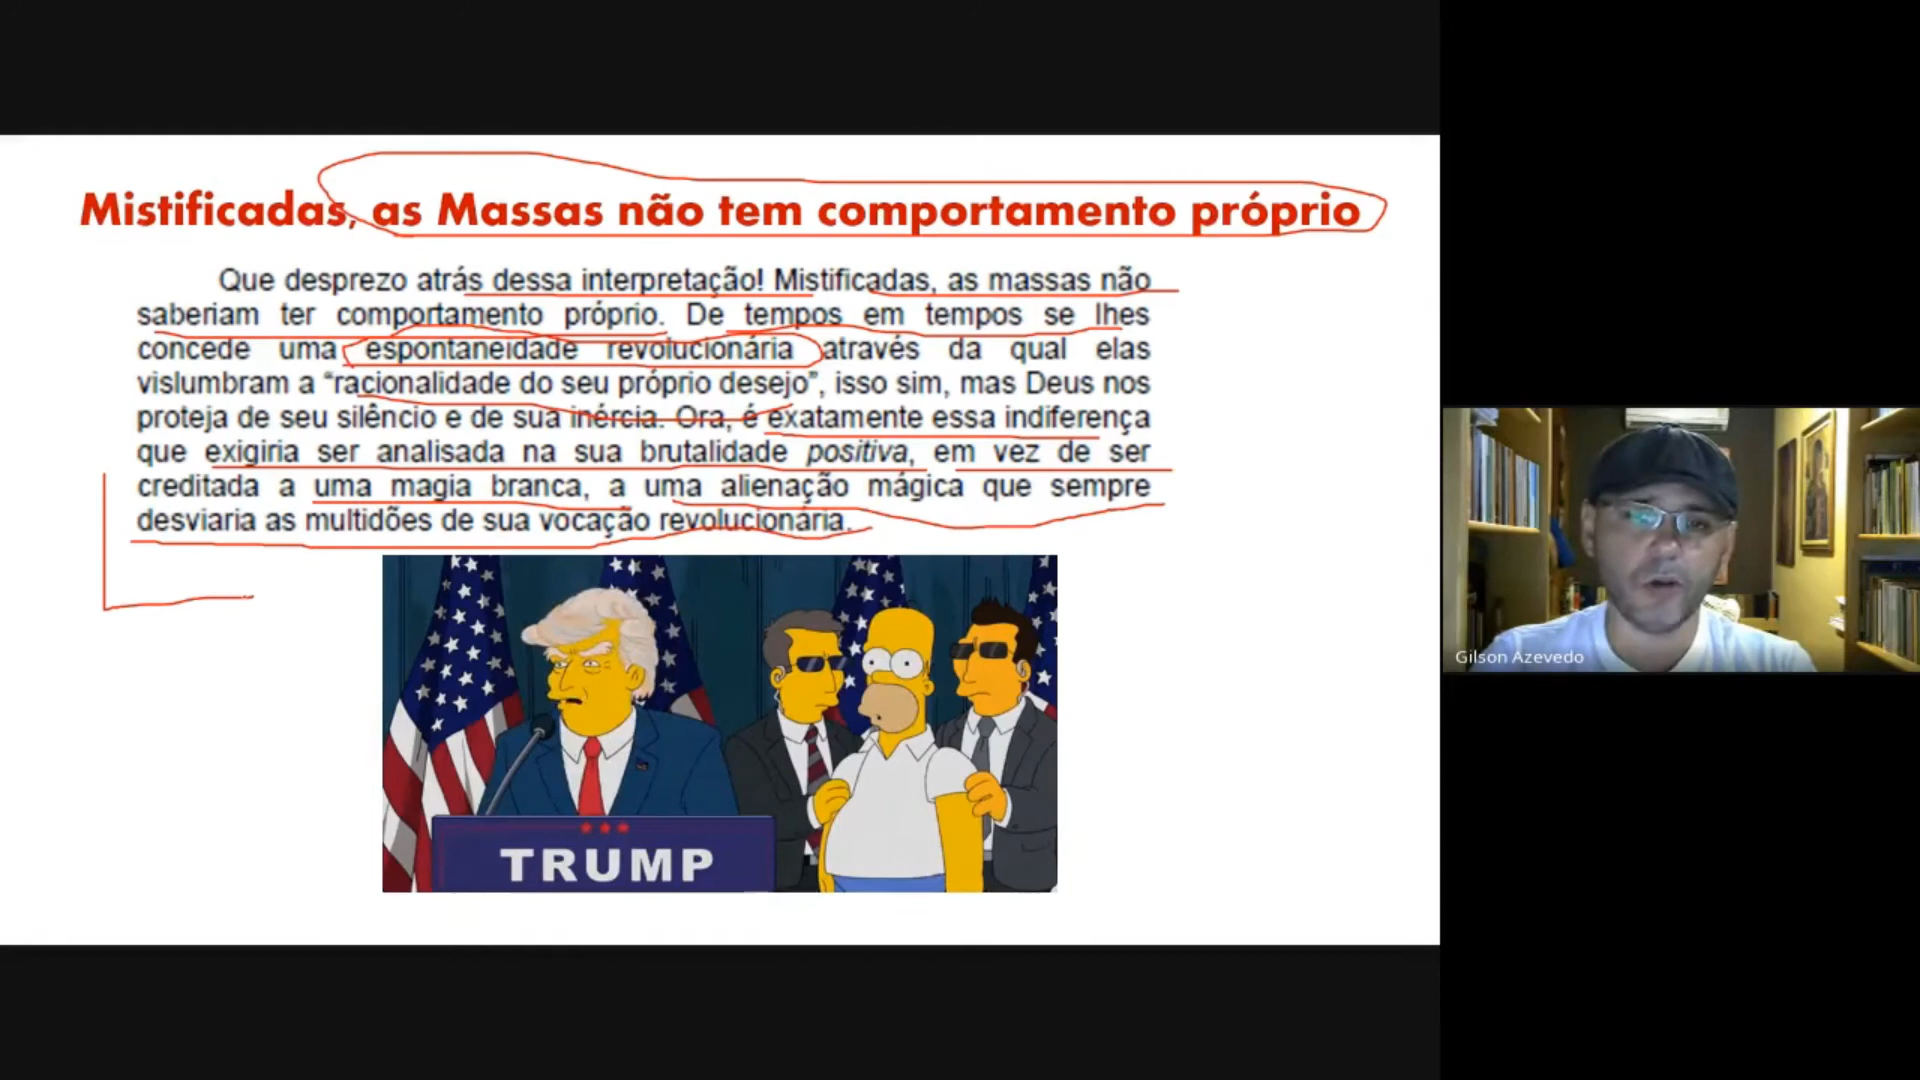 Mistificadas, as Massas não tem comportamento próprio
Que desprezo atrás dessa interpretação! Mistificadas, as massas não
saberiam ter comportamento próprio. De tempos em tempos se lhes
concede uma espontaneidade revolucionária através da qual elas
vislumbram a “racionalidade do seu próprio desejo”, isso sim, mas Deus nos
proteja de seu silêncio e de sua inércia. Ora, é exatamente essa indiferença
que exigiria ser analisada na sua brutalidade positiva, em vez de ser
creditada a uma magia branca, a uma alienação mágica que sempre
desviaria as multidões de sua vocação revolucionária.
TRUMP
Gilson Azevedo